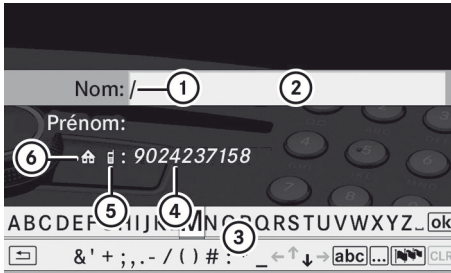 Nom: / 1 2
Prénom:
6 : 9024237158
5 4
ABCDEFGHIJKLMNOPQRSTUVWXYZ_ ok
3
& ' + ; , . - / ( ) # : * _ ← ↑ ↓ → abc ... CLR